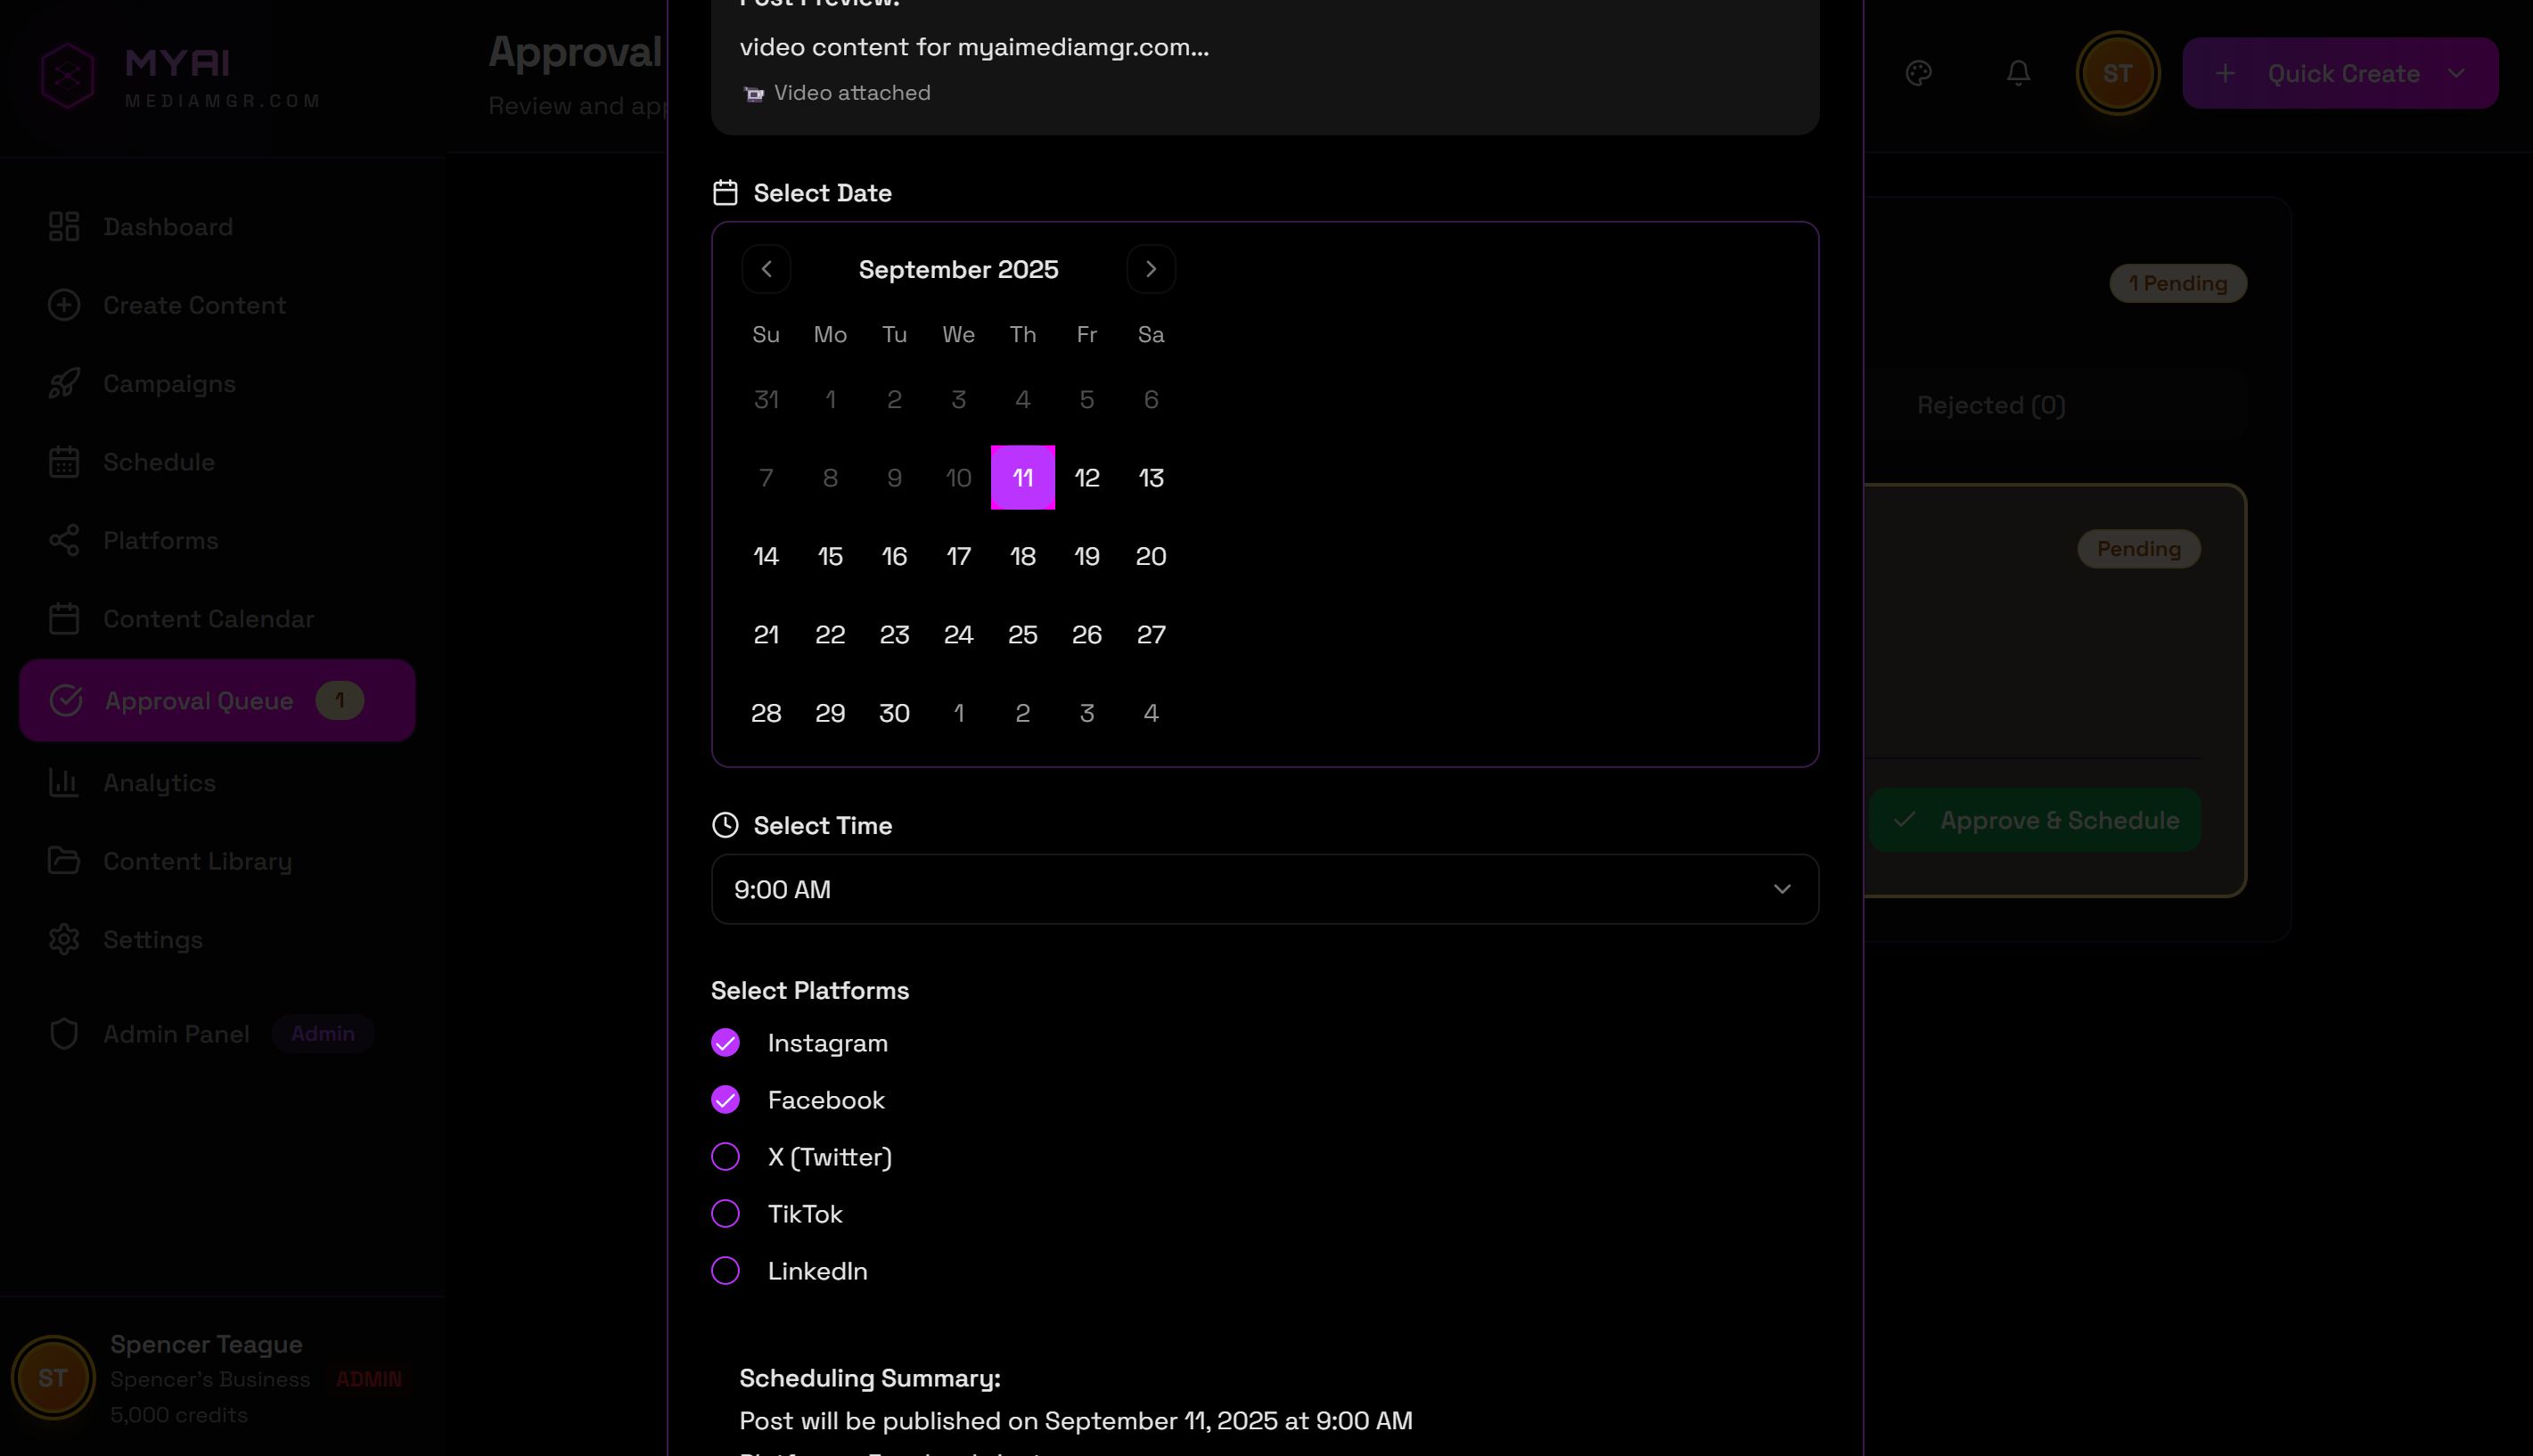 MYAI
MEDIAMGR.COM
Dashboard
Create Content
Campaigns
Schedule
Platforms
Content Calendar
Approval Queue 1
Analytics
Content Library
Settings
Admin Panel Admin
ST
Spencer Teague
Spencer's Business ADMIN
5,000 credits
Approval
Review and app
Post Preview:
video content for myaimediamgr.com...
Video attached
Select Date
September 2025
Su Mo Tu We Th Fr Sa
31 1 2 3 4 5 6
7 8 9 10 11 12 13
14 15 16 17 18 19 20
21 22 23 24 25 26 27
28 29 30 1 2 3 4
Select Time
9:00 AM
Select Platforms
Instagram
Facebook
X (Twitter)
TikTok
LinkedIn
Scheduling Summary:
Post will be published on September 11, 2025 at 9:00 AM
ST
Quick Create
1 Pending
Rejected (0)
Pending
Approve & Schedule